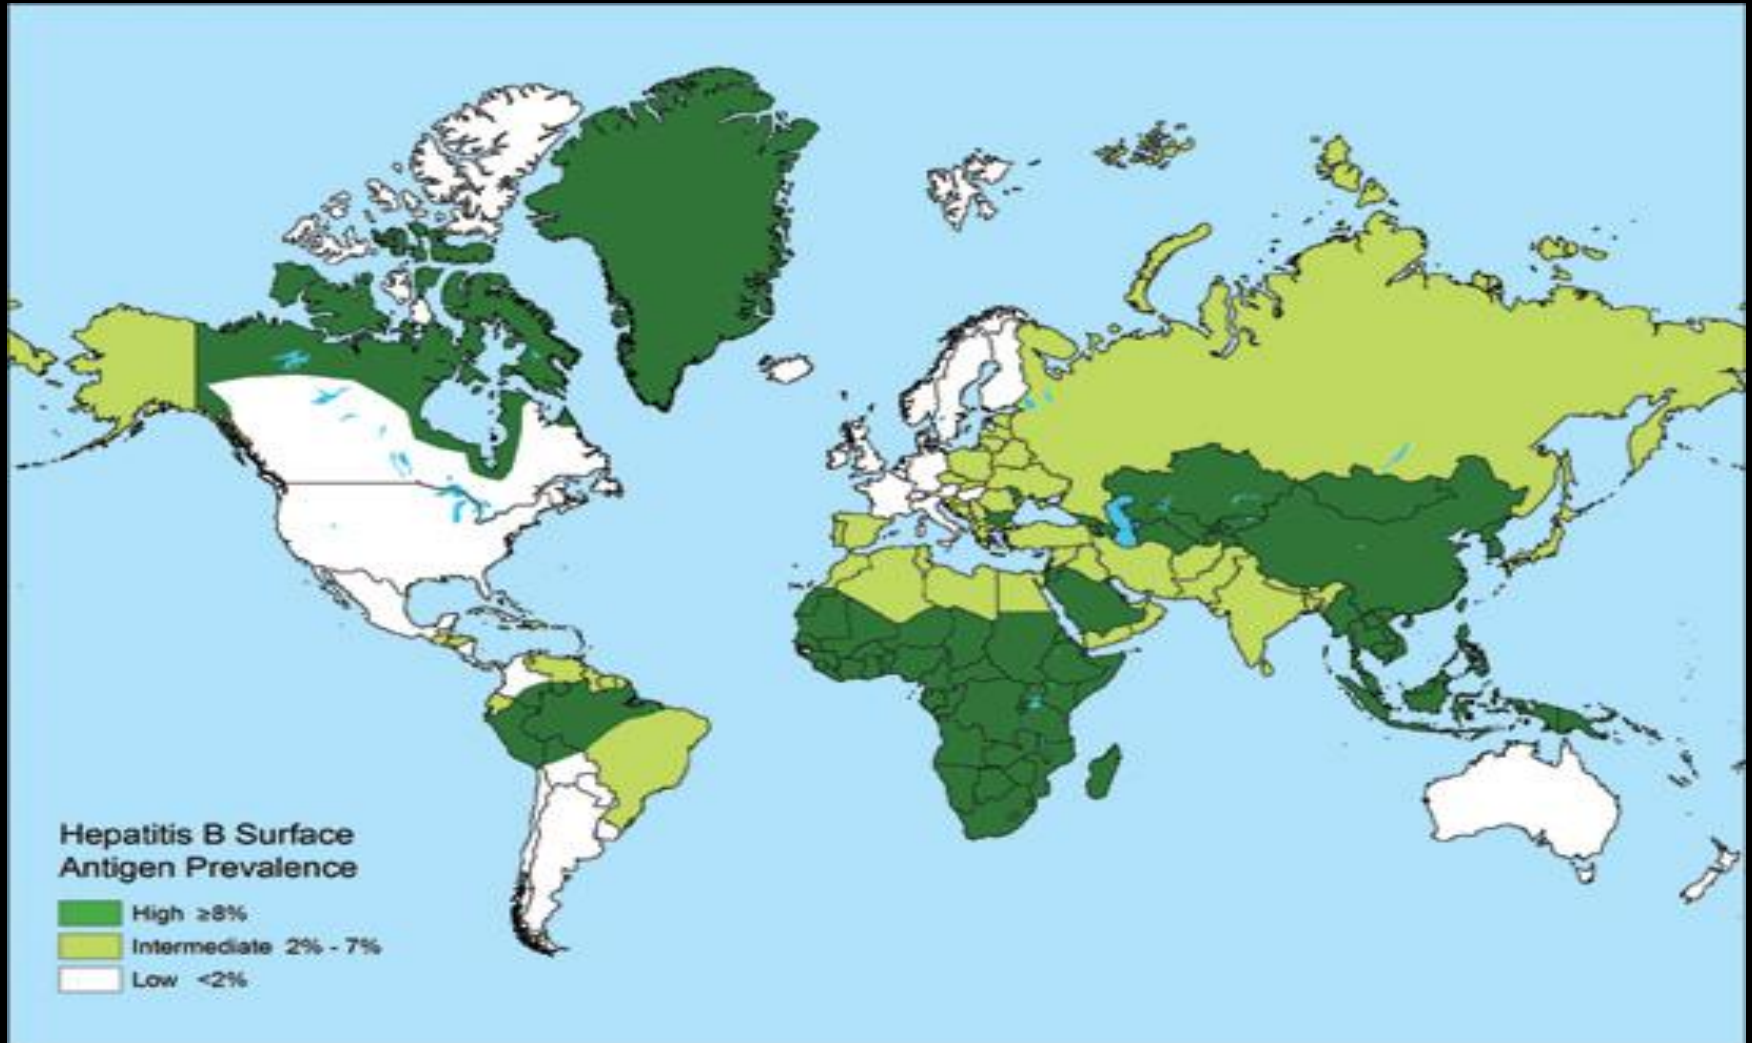 Hepatitis B Surface
Antigen Prevalence
High ≥8%
Intermediate 2% - 7%
Low <2%